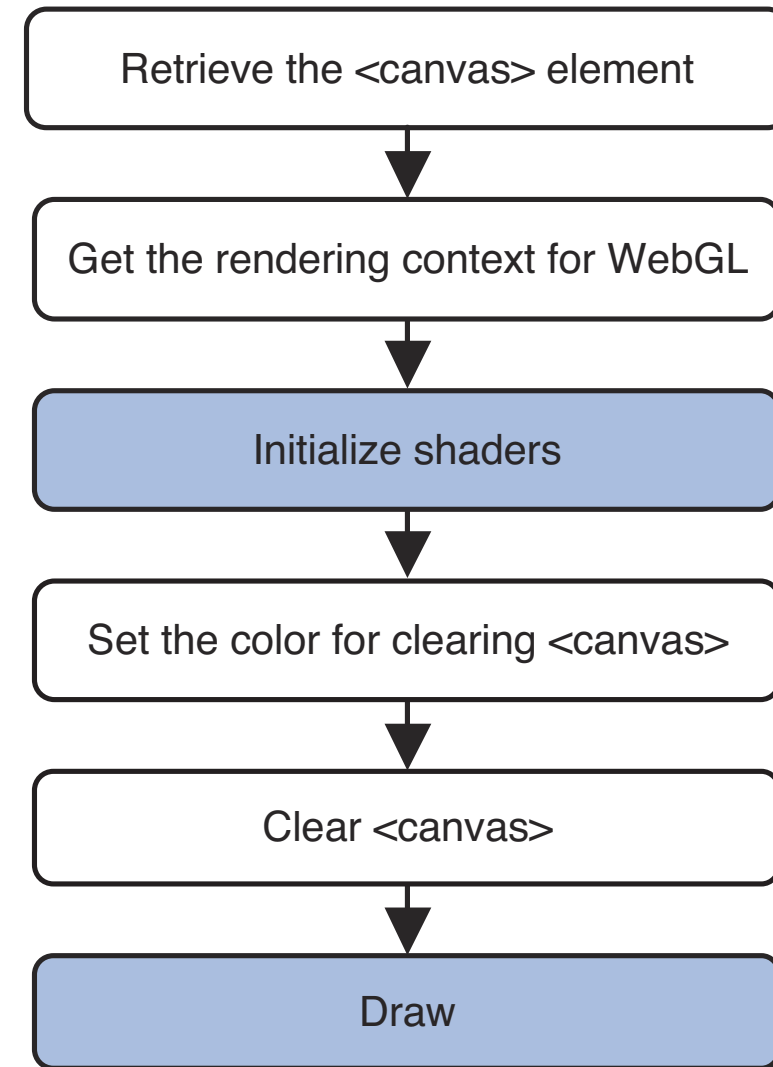 Retrieve the <canvas> element
Get the rendering context for WebGL
Initialize shaders
Set the color for clearing <canvas>
Clear <canvas>
Draw